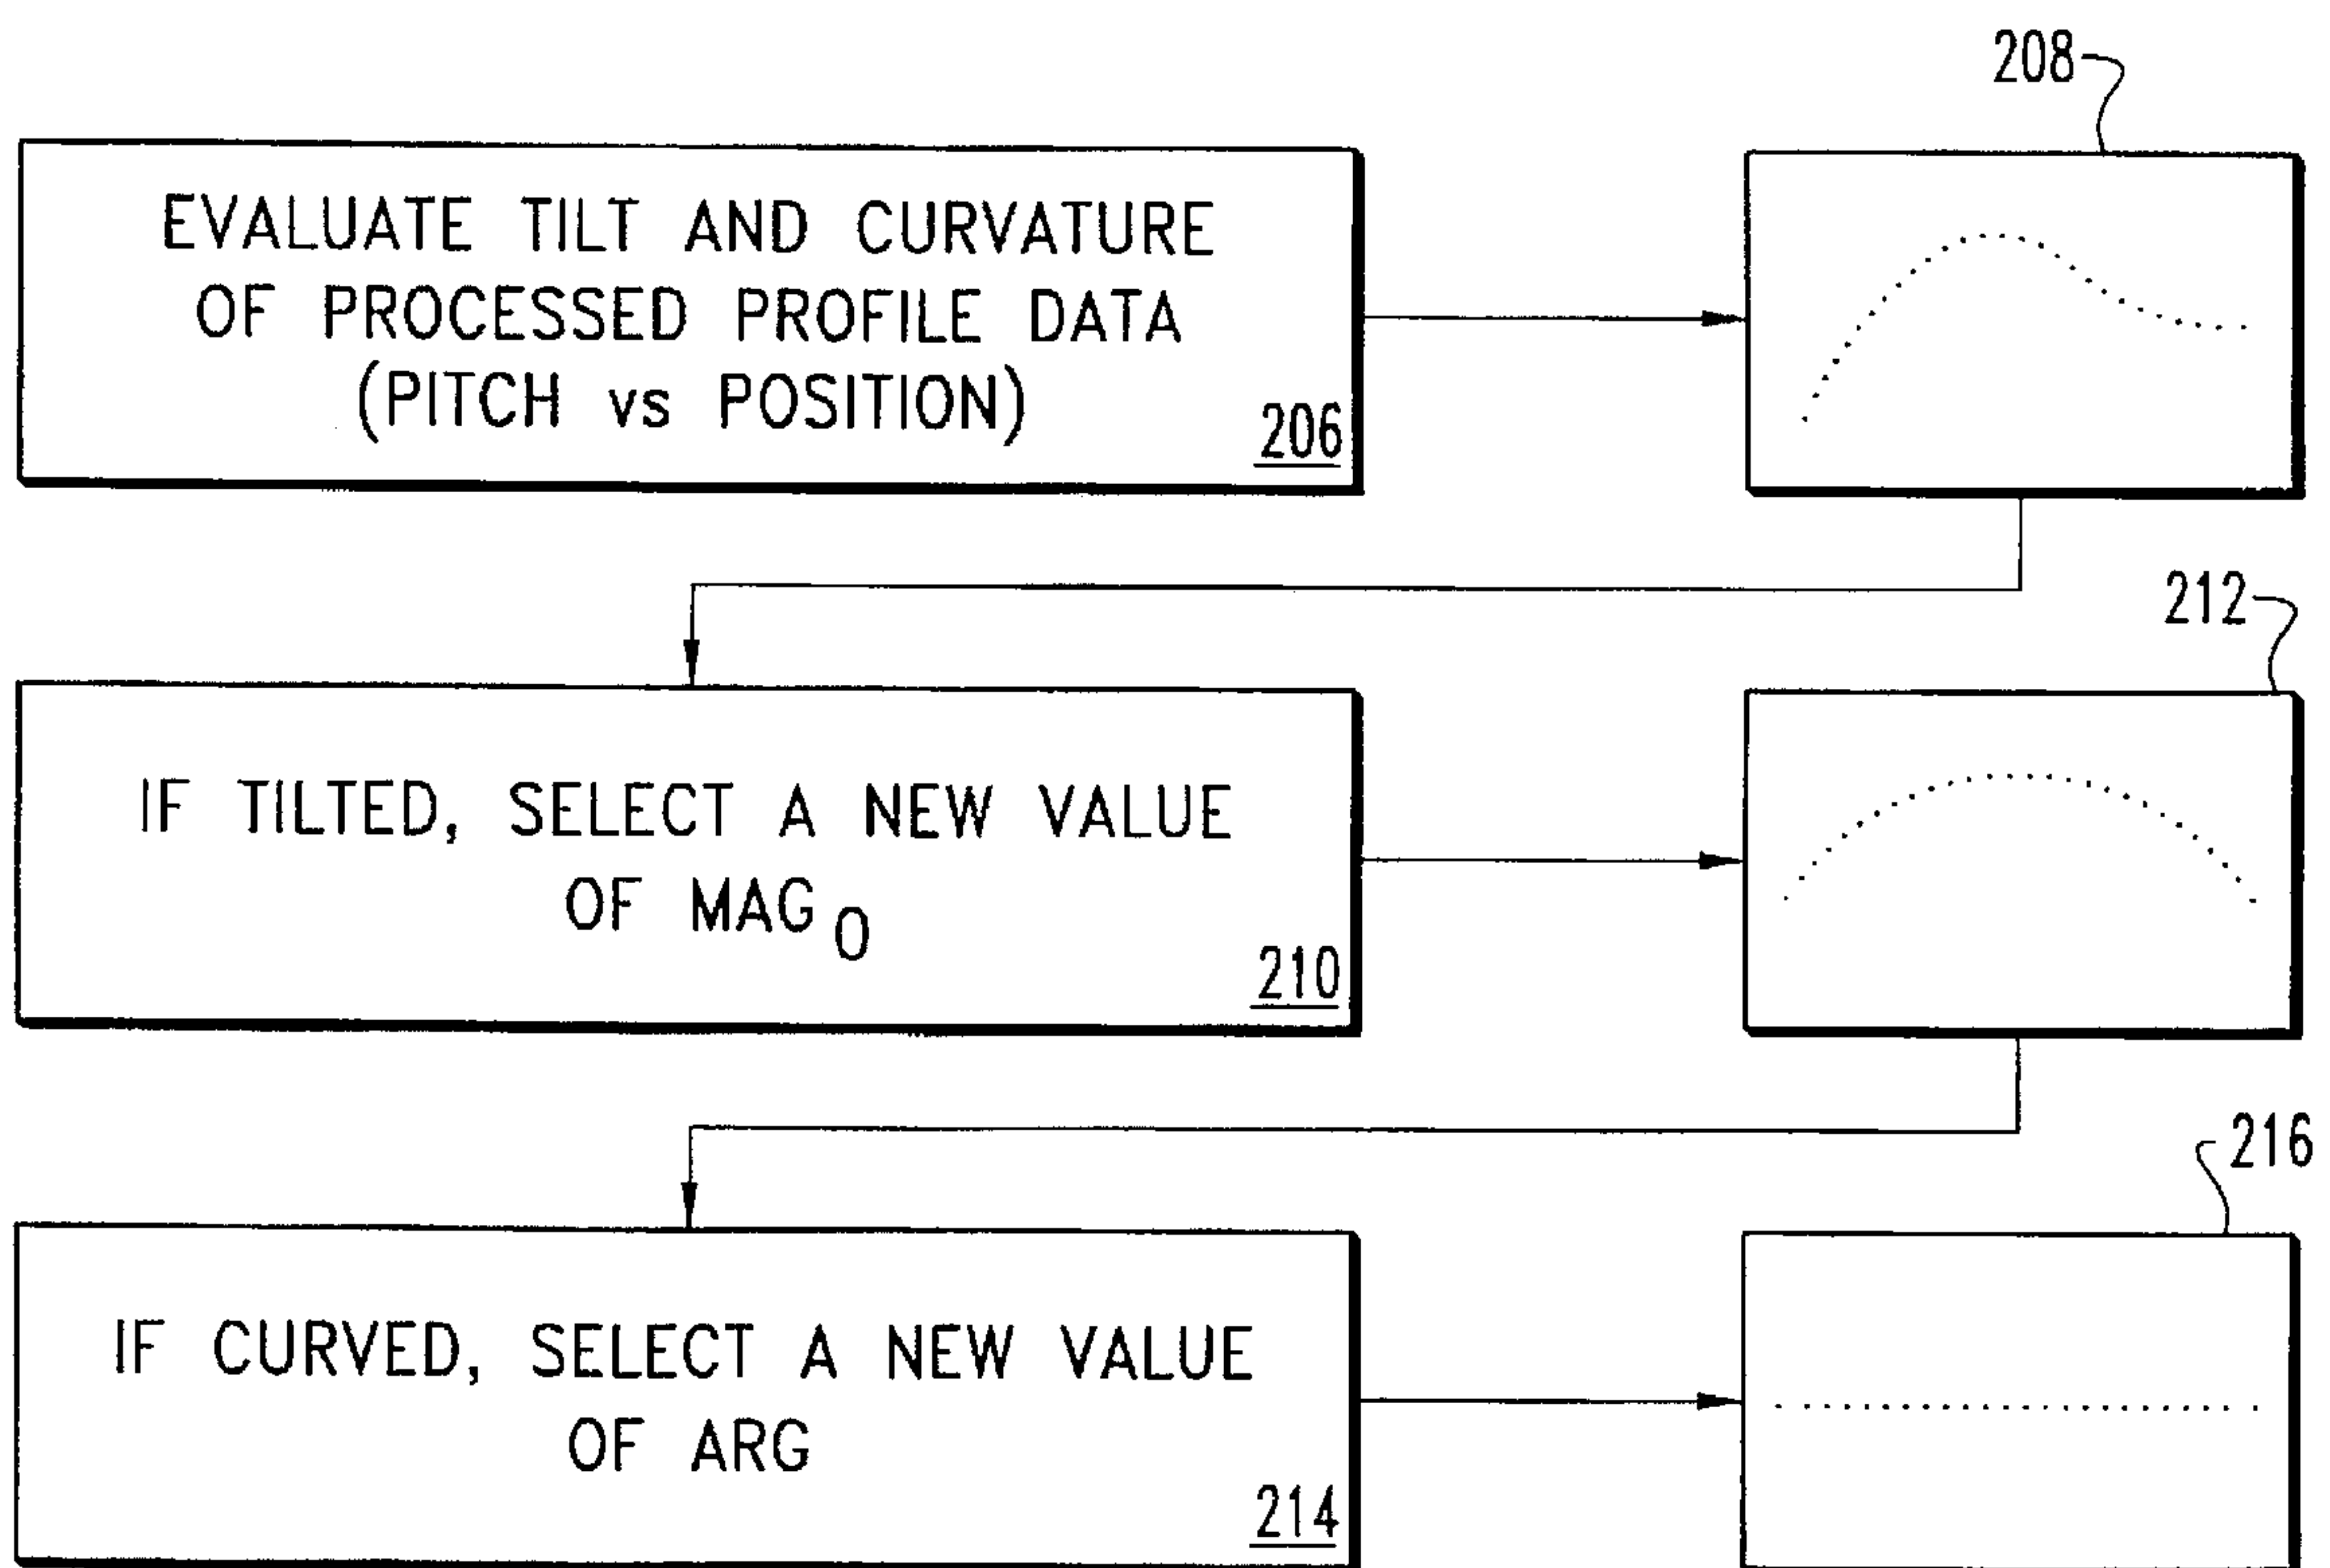 208
EVALUATE TILT AND CURVATURE
OF PROCESSED PROFILE DATA
(PITCH vs POSITION)
206
212
IF TILTED, SELECT A NEW VALUE
OF MAG₀
210
216
IF CURVED, SELECT A NEW VALUE
OF ARG
214